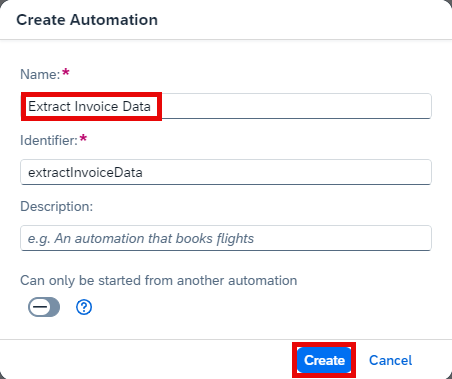 Create Automation
Name:*
Extract Invoice Data
Identifier:*
extractInvoiceData
Description:
e.g. An automation that books flights
Can only be started from another automation
?
Create Cancel